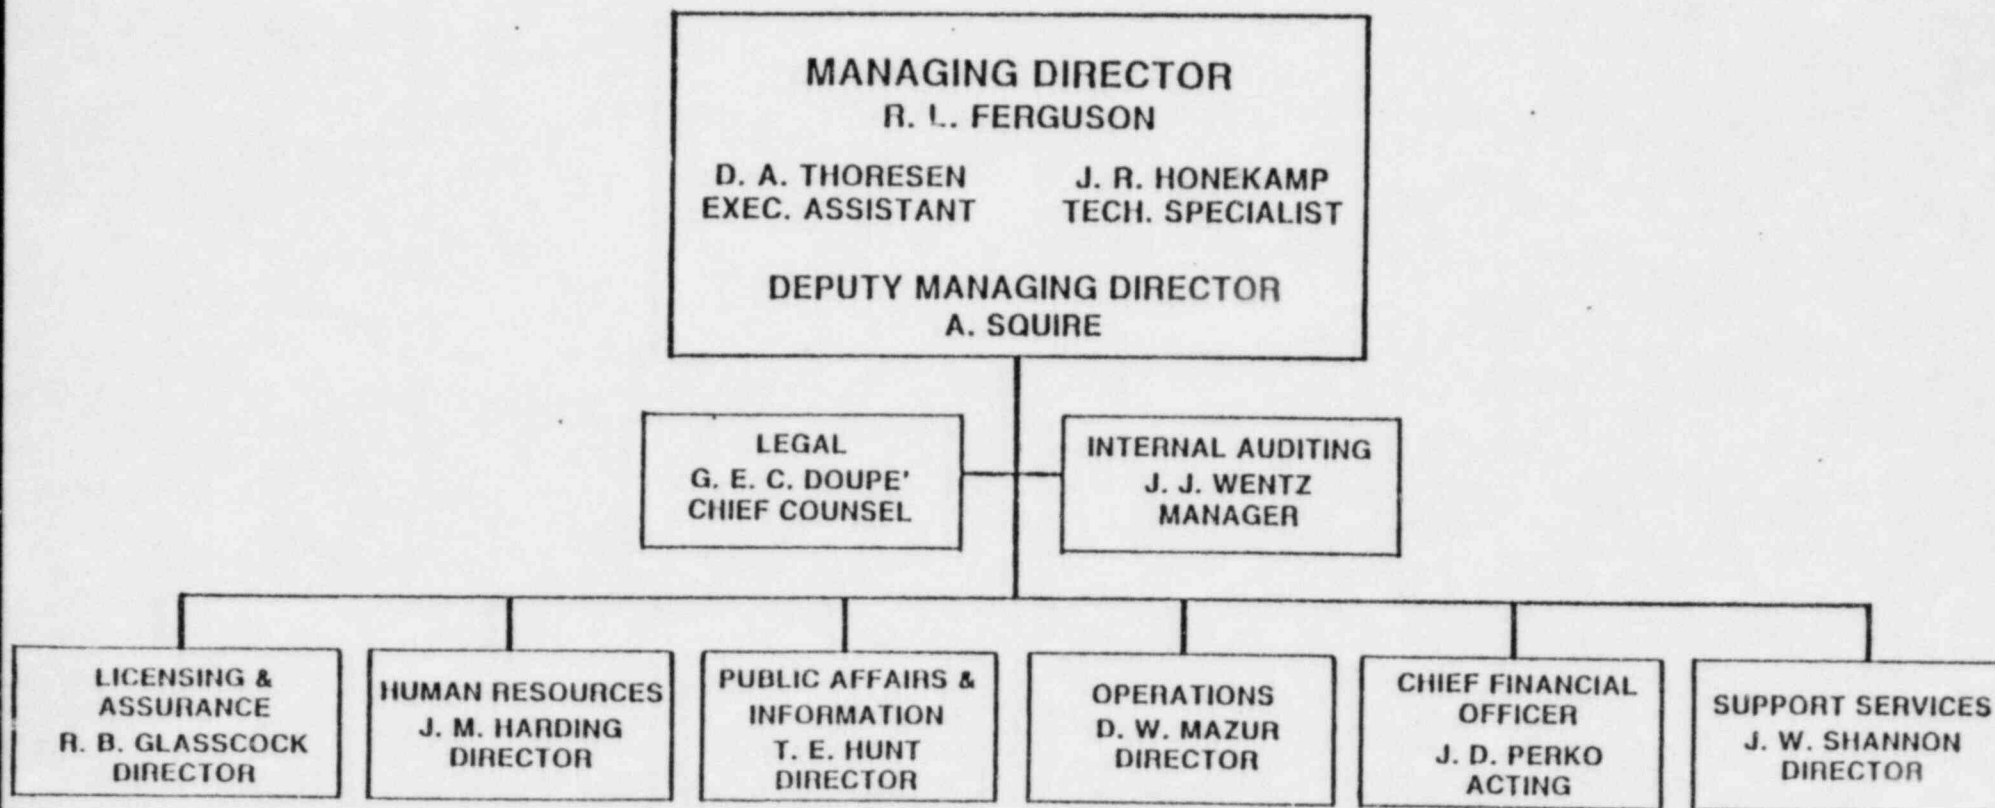 MANAGING DIRECTOR
R. L. FERGUSON
D. A. THORESEN
EXEC. ASSISTANT
J. R. HONEKAMP
TECH. SPECIALIST
DEPUTY MANAGING DIRECTOR
A. SQUIRE
LEGAL
G. E. C. DOUPE'
CHIEF COUNSEL
INTERNAL AUDITING
J. J. WENTZ
MANAGER
LICENSING &
ASSURANCE
R. B. GLASSCOCK
DIRECTOR
HUMAN RESOURCES
J. M. HARDING
DIRECTOR
PUBLIC AFFAIRS &
INFORMATION
T. E. HUNT
DIRECTOR
OPERATIONS
D. W. MAZUR
DIRECTOR
CHIEF FINANCIAL
OFFICER
J. D. PERKO
ACTING
SUPPORT SERVICES
J. W. SHANNON
DIRECTOR